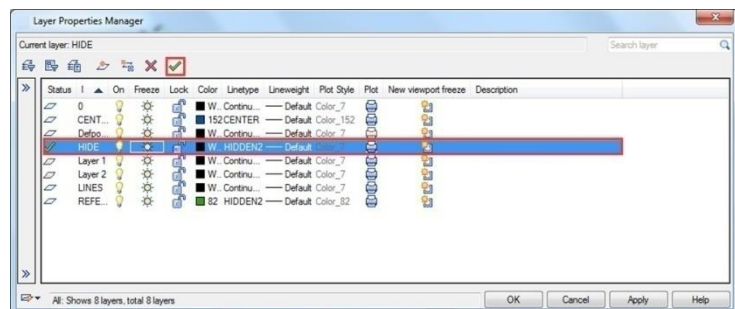 Layer Properties Manager
Current layer: HIDE
Search layer
Status I On Freeze Lock Color Linetype Lineweight Plot Style Plot New viewport freeze Description
0 W.. Continu... Default Color_7
CENT... 152 CENTER Default Color_152
Defpo... W.. Continu... Default Color_7
HIDE W.. HIDDEN2 Default Color_7
Layer 1 W.. Continu... Default Color_7
Layer 2 W.. Continu... Default Color_7
LINES W.. Continu... Default Color_7
REFE... 82 HIDDEN2 Default Color_82
All: Shows 8 layers, total 8 layers
OK Cancel Apply Help